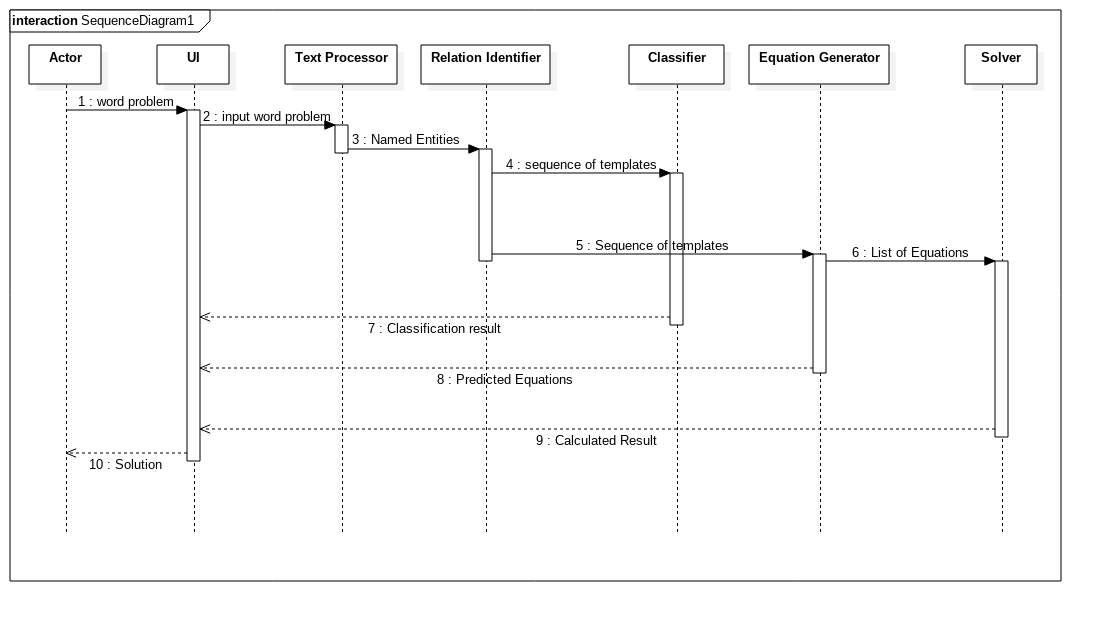 interaction SequenceDiagram1
Actor
UI
Text Processor
Relation Identifier
Classifier
Equation Generator
Solver
1 : word problem
2 : input word problem
3 : Named Entities
4 : sequence of templates
5 : Sequence of templates
6 : List of Equations
7 : Classification result
8 : Predicted Equations
9 : Calculated Result
10 : Solution